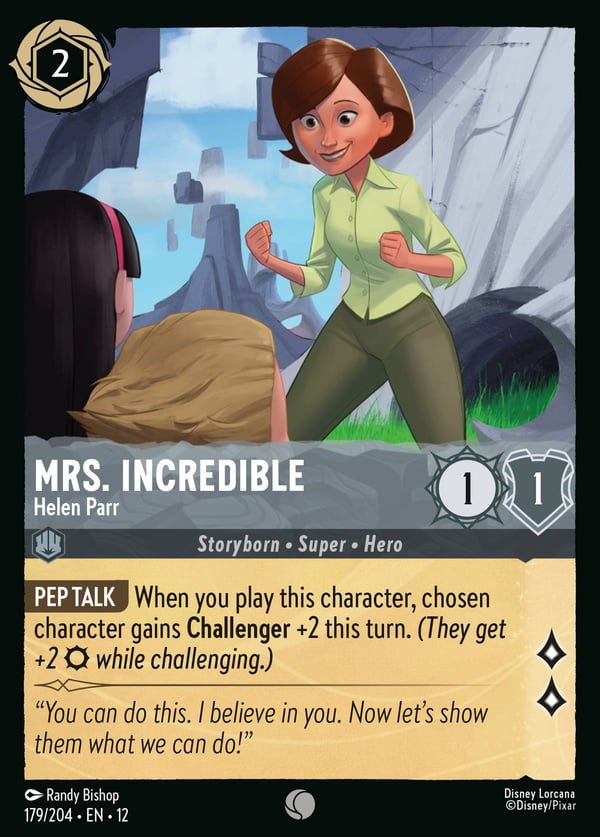 2
MRS. INCREDIBLE
Helen Parr
1
1
Storyborn • Super • Hero
PEP TALK When you play this character, chosen
character gains Challenger +2 this turn. (They get
+2 while challenging.)
“You can do this. I believe in you. Now let’s show
them what we can do!”
Randy Bishop
179/204 • EN • 12
Disney Lorcana
©Disney/Pixar